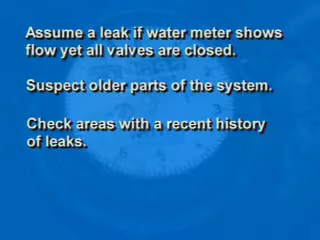 Assume a leak if water meter shows
flow yet all valves are closed.
Suspect older parts of the system.
Check areas with a recent history
of leaks.